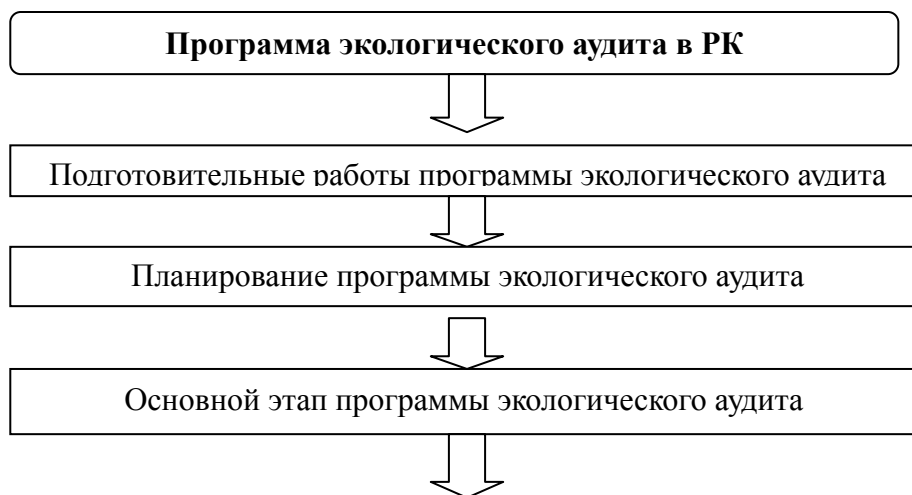 Программа экологического аудита в РК
Подготовительные работы программы экологического аудита
Планирование программы экологического аудита
Основной этап программы экологического аудита